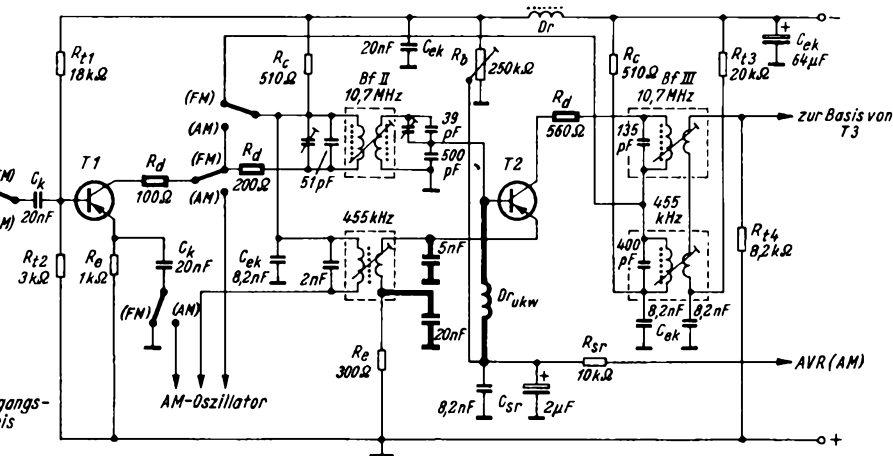 Dr
–
+
Cek
64µF
Rt1
18kΩ
Rc
510Ω
20nF
Cek
Rb
250kΩ
Rc
510Ω
Rt3
20kΩ
Bf II
10,7MHz
Bf III
10,7MHz
(FM)
(AM)
39
pF
500
pF
Rd
560Ω
135
pF
zur Basis von
T3
T1
Rd
100Ω
(FM)
(AM)
Rd
200Ω
51pF
T2
Ck
20nF
455kHz
455
kHz
Rt2
3kΩ
Re
1kΩ
Ck
20nF
Cek
8,2nF
2nF
5nF
400
pF
Rt4
8,2kΩ
(FM)
(AM)
20nF
Drukw
8,2nF
8,2nF
Cek
Re
300Ω
Rsr
10kΩ
AVR (AM)
AM-Oszillator
8,2nF
Csr
+
2µF
gangs-
eis
+